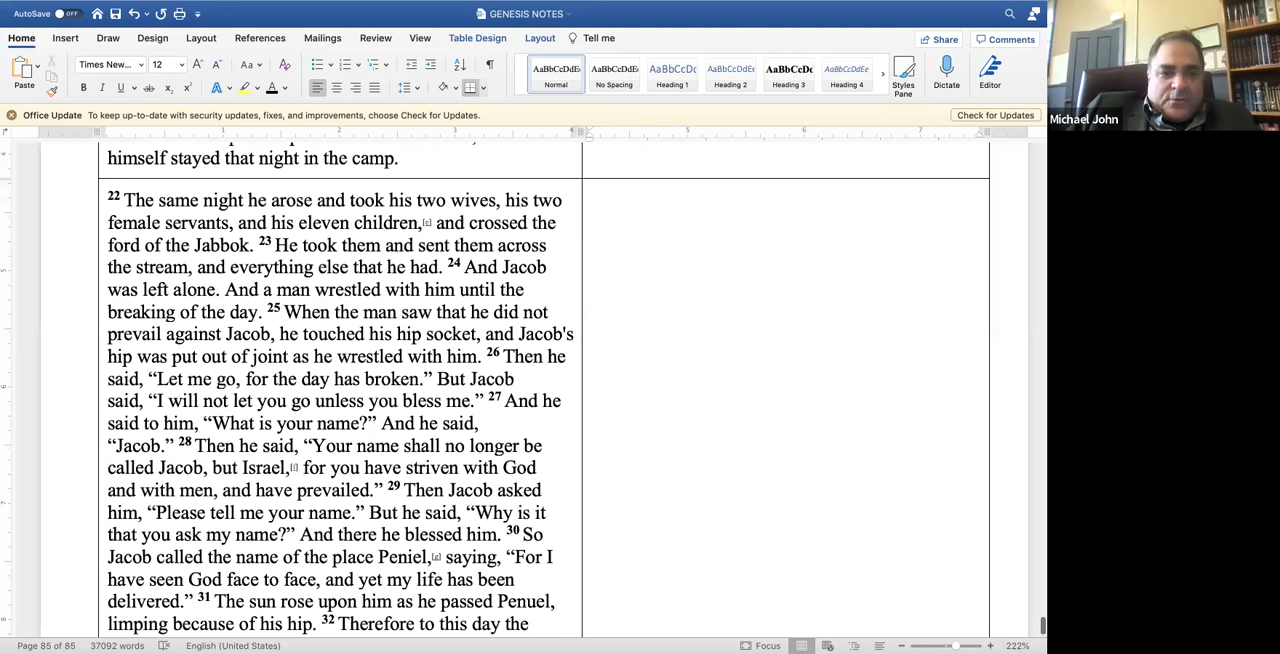 AutoSave OFF GENESIS NOTES
Home Insert Draw Design Layout References Mailings Review View Table Design Layout Tell me Share Comments
Times New... 12 Aa
Paste B I U ab x₂ x² A A
AaBbCcDdEe AaBbCcDdEe AaBbCcDc AaBbCcDdEe AaBbCcDc AaBbCcDdEe
Normal No Spacing Heading 1 Heading 2 Heading 3 Heading 4 Styles Pane Dictate Editor
Office Update To keep up-to-date with security updates, fixes, and improvements, choose Check for Updates. Check for Updates
Michael John
1 2 3 4 5 6 7
himself stayed that night in the camp.
22 The same night he arose and took his two wives, his two
female servants, and his eleven children,[e] and crossed the
ford of the Jabbok. 23 He took them and sent them across
the stream, and everything else that he had. 24 And Jacob
was left alone. And a man wrestled with him until the
breaking of the day. 25 When the man saw that he did not
prevail against Jacob, he touched his hip socket, and Jacob's
hip was put out of joint as he wrestled with him. 26 Then he
said, “Let me go, for the day has broken.” But Jacob
said, “I will not let you go unless you bless me.” 27 And he
said to him, “What is your name?” And he said,
“Jacob.” 28 Then he said, “Your name shall no longer be
called Jacob, but Israel,[f] for you have striven with God
and with men, and have prevailed.” 29 Then Jacob asked
him, “Please tell me your name.” But he said, “Why is it
that you ask my name?” And there he blessed him. 30 So
Jacob called the name of the place Peniel,[g] saying, “For I
have seen God face to face, and yet my life has been
delivered.” 31 The sun rose upon him as he passed Penuel,
limping because of his hip. 32 Therefore to this day the
Page 85 of 85 37092 words English (United States) Focus 222%